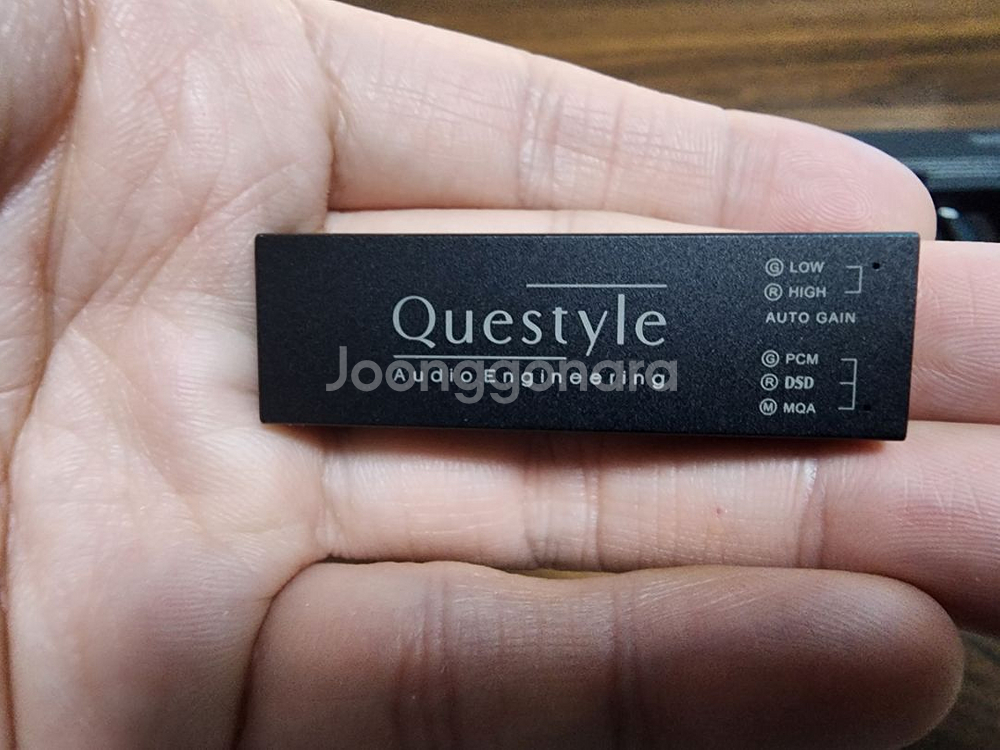 Questyle
Audio Engineering
Joonggonara
Ⓖ LOW
Ⓡ HIGH
AUTO GAIN
Ⓖ PCM
Ⓡ DSD
Ⓜ MQA